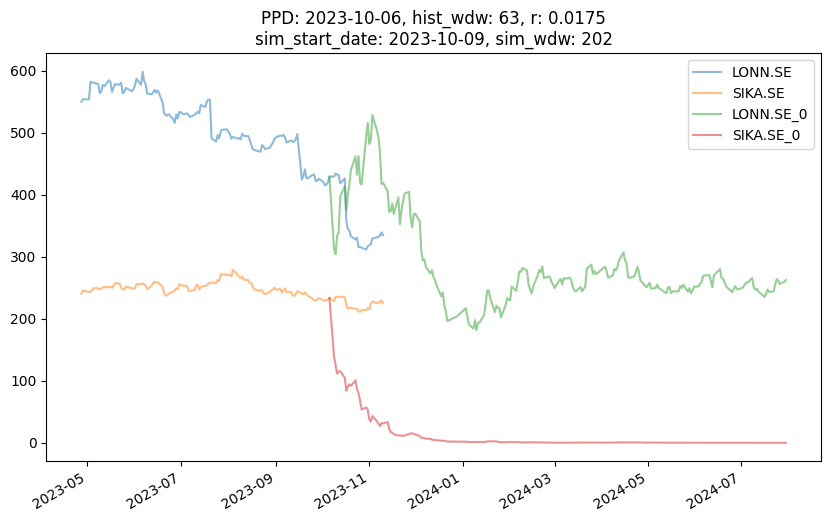 PPD: 2023-10-06, hist_wdw: 63, r: 0.0175
sim_start_date: 2023-10-09, sim_wdw: 202
LONN.SE
SIKA.SE
LONN.SE_0
SIKA.SE_0
600
500
400
300
200
100
0
2023-05
2023-07
2023-09
2023-11
2024-01
2024-03
2024-05
2024-07